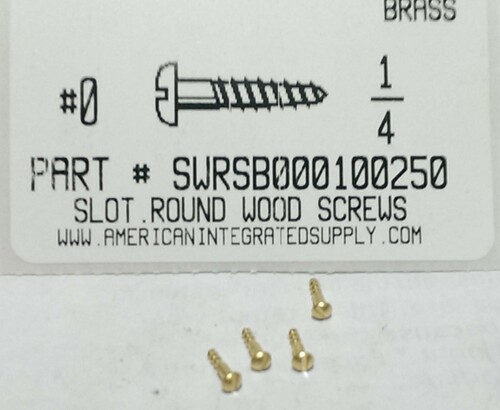 BRASS
#0 1/4
PART # SWRSB000100250
SLOT.ROUND WOOD SCREWS
WWW.AMERICANINTEGRATEDSUPPLY.COM